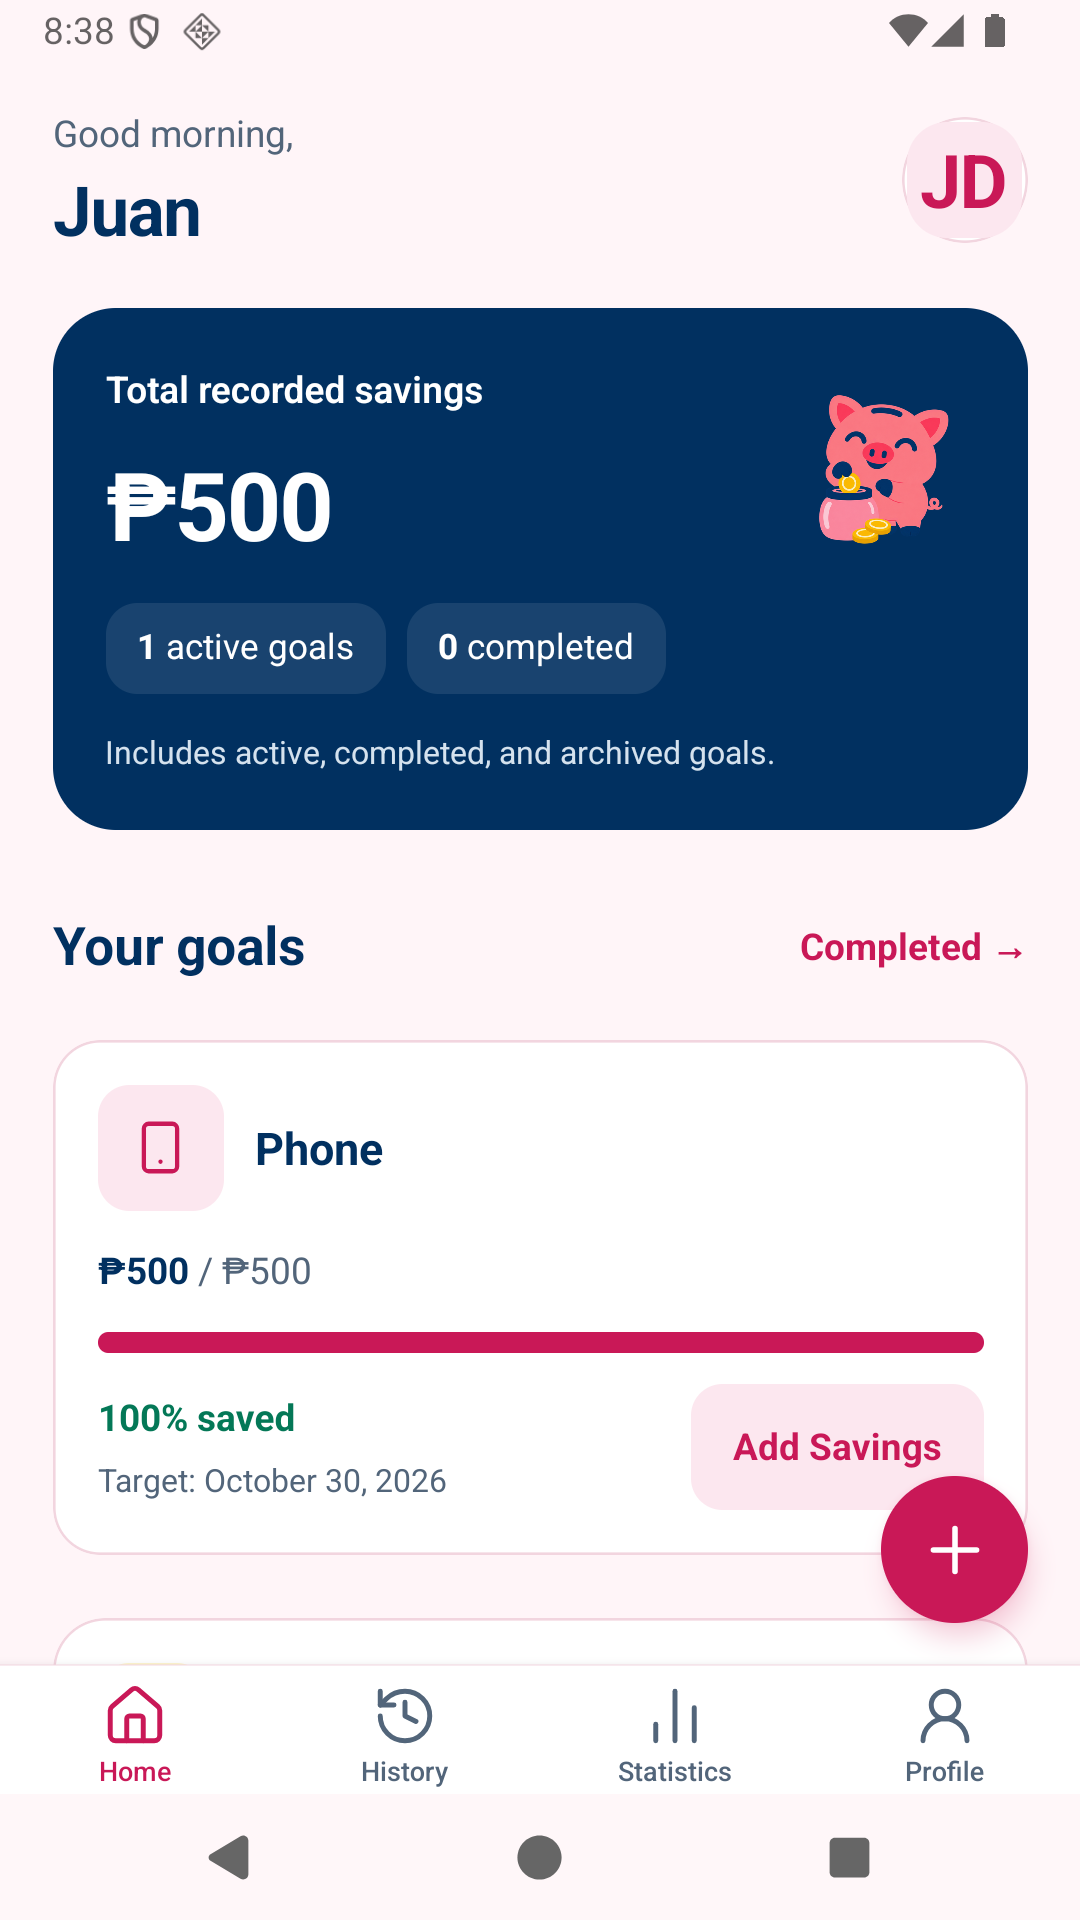 8:38
Good morning,
Juan
JD
Total recorded savings
₱500
1 active goals
0 completed
Includes active, completed, and archived goals.
Your goals
Completed →
Phone
₱500 / ₱500
100% saved
Add Savings
Target: October 30, 2026
Home
History
Statistics
Profile